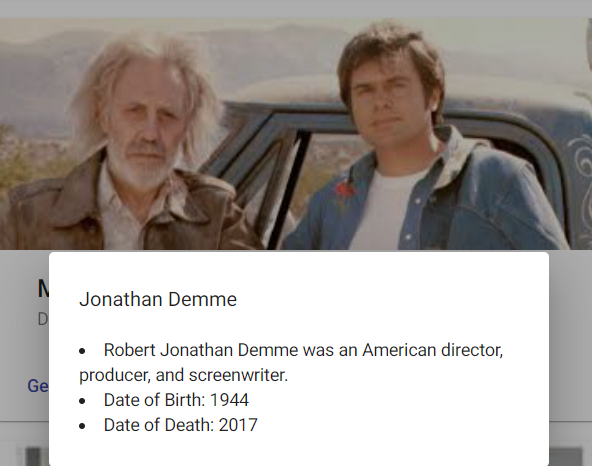 M
D
Ge
Jonathan Demme
• Robert Jonathan Demme was an American director,
producer, and screenwriter.
• Date of Birth: 1944
• Date of Death: 2017